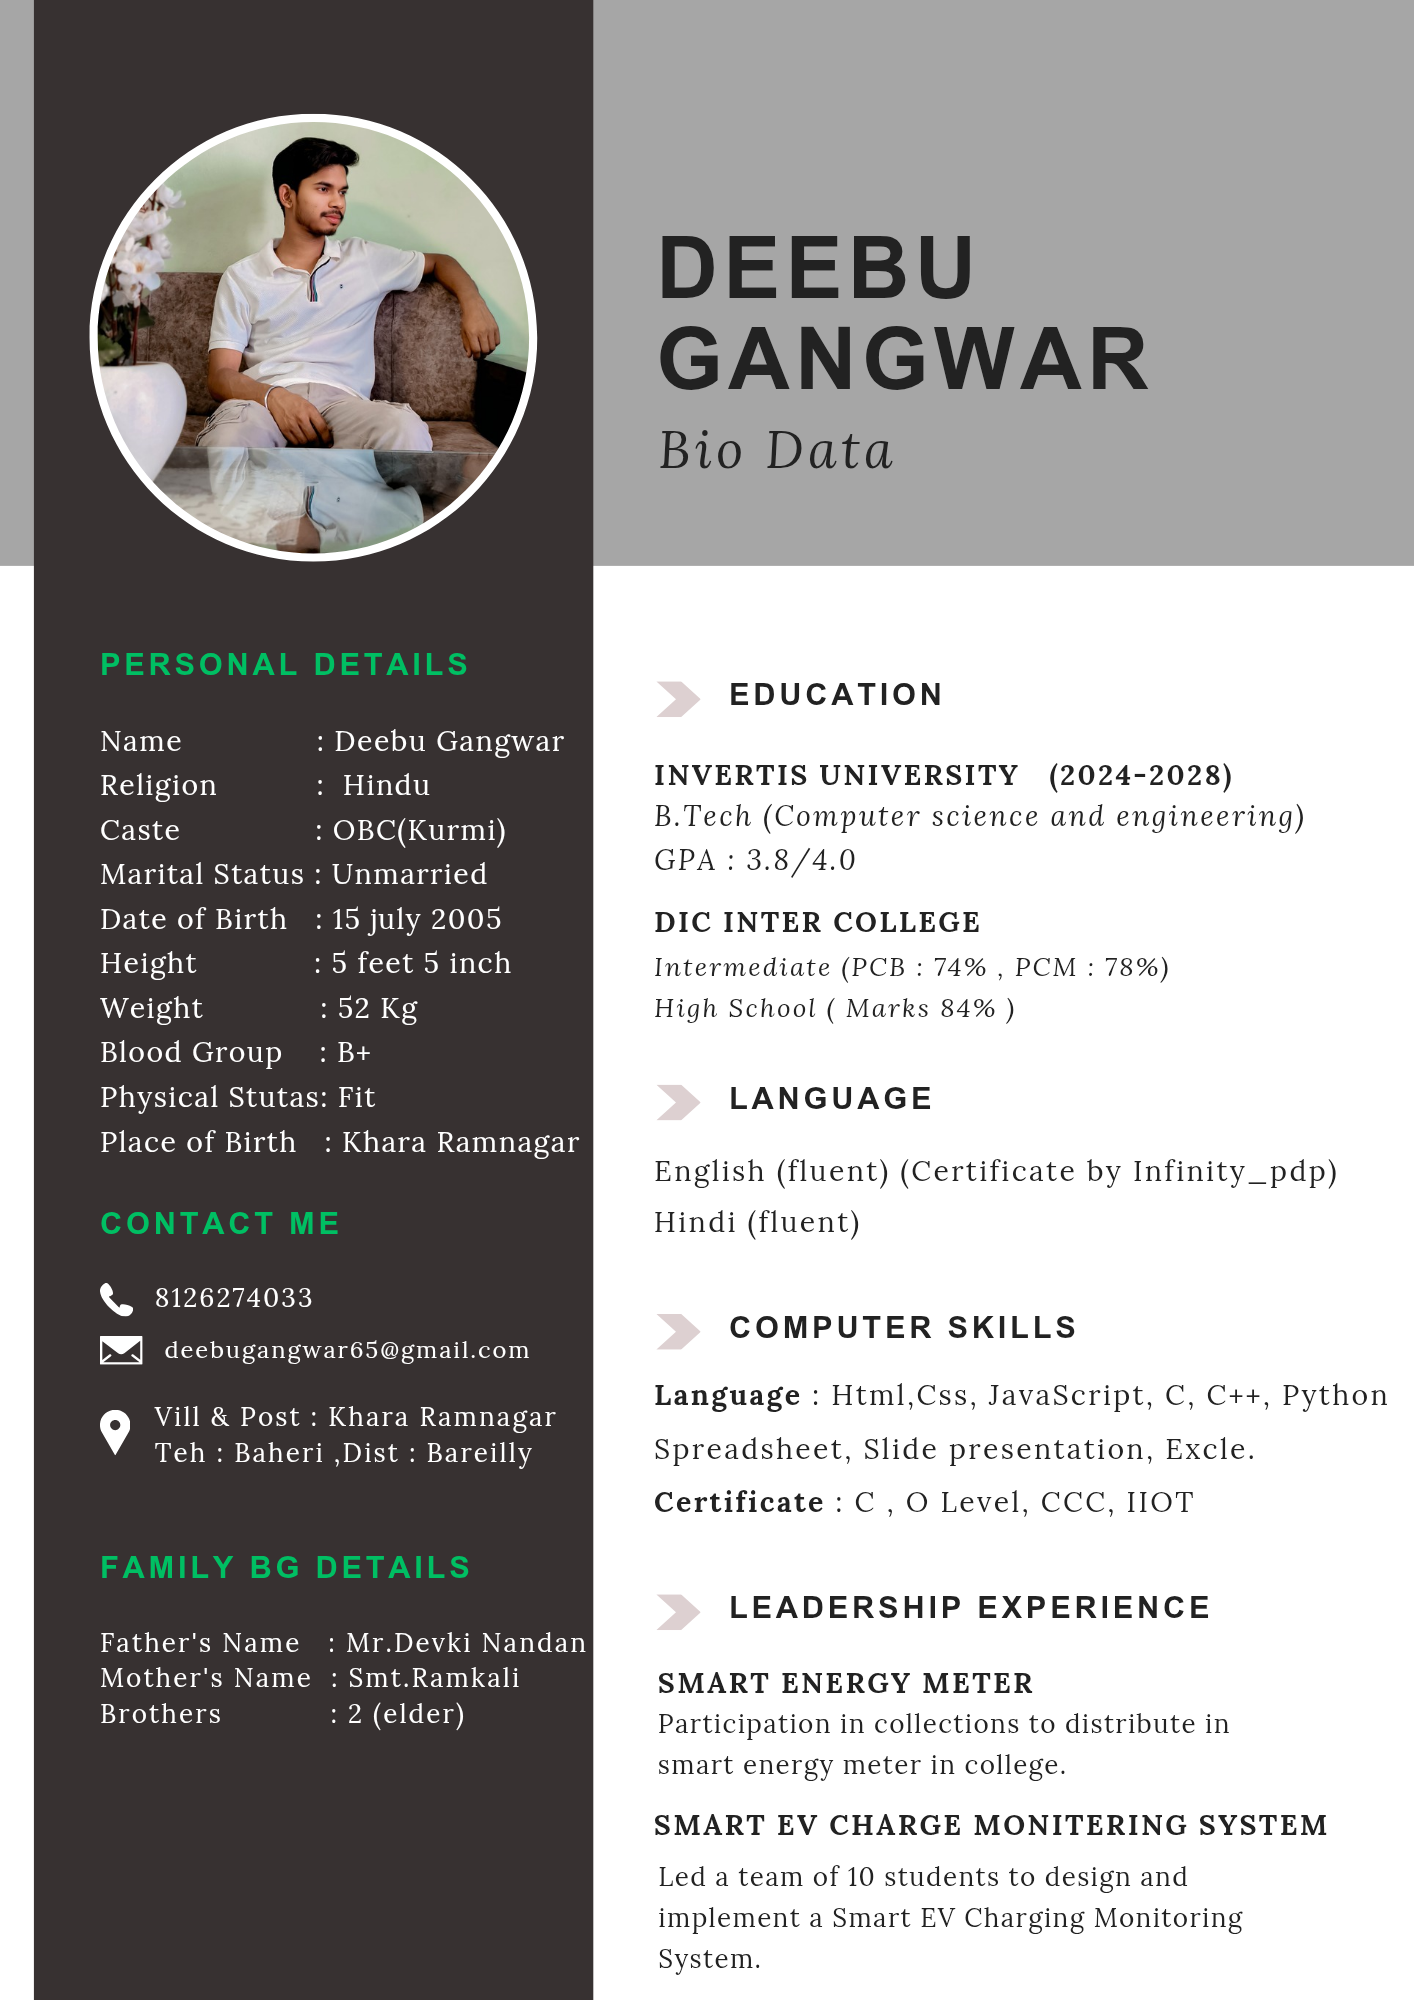 DEEBU
GANGWAR
Bio Data
PERSONAL DETAILS
Name : Deebu Gangwar
Religion : Hindu
Caste : OBC(Kurmi)
Marital Status : Unmarried
Date of Birth : 15 july 2005
Height : 5 feet 5 inch
Weight : 52 Kg
Blood Group : B+
Physical Stutas: Fit
Place of Birth : Khara Ramnagar
CONTACT ME
8126274033
deebugangwar65@gmail.com
Vill & Post : Khara Ramnagar
Teh : Baheri ,Dist : Bareilly
FAMILY BG DETAILS
Father's Name : Mr.Devki Nandan
Mother's Name : Smt.Ramkali
Brothers : 2 (elder)
EDUCATION
INVERTIS UNIVERSITY (2024-2028)
B.Tech (Computer science and engineering)
GPA : 3.8/4.0
DIC INTER COLLEGE
Intermediate (PCB : 74% , PCM : 78%)
High School ( Marks 84% )
LANGUAGE
English (fluent) (Certificate by Infinity_pdp)
Hindi (fluent)
COMPUTER SKILLS
Language : Html,Css, JavaScript, C, C++, Python
Spreadsheet, Slide presentation, Excle.
Certificate : C , O Level, CCC, IIOT
LEADERSHIP EXPERIENCE
SMART ENERGY METER
Participation in collections to distribute in
smart energy meter in college.
SMART EV CHARGE MONITERING SYSTEM
Led a team of 10 students to design and
implement a Smart EV Charging Monitoring
System.